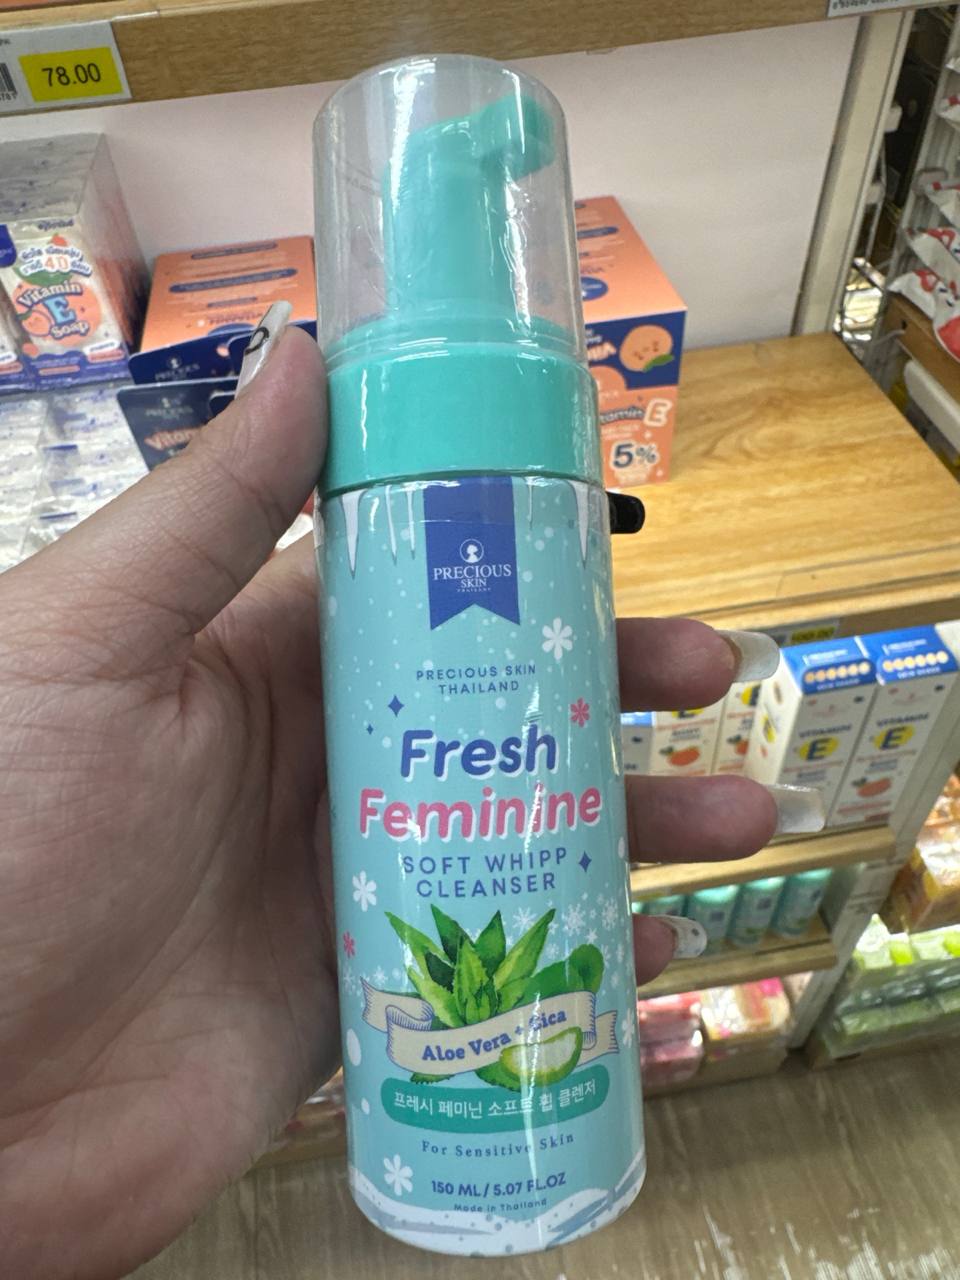 78.00
Vitamin
E
Soap
5%
PRECIOUS
SKIN
THAILAND
PRECIOUS SKIN
THAILAND
Fresh
Feminine
SOFT WHIPP
CLEANSER
Aloe Vera + Cica
프레시 페미닌 소프트 휩 클렌저
For Sensitive Skin
150 ML / 5.07 FL.OZ
Made in Thailand
VITAMIN
E
VITAMIN
E